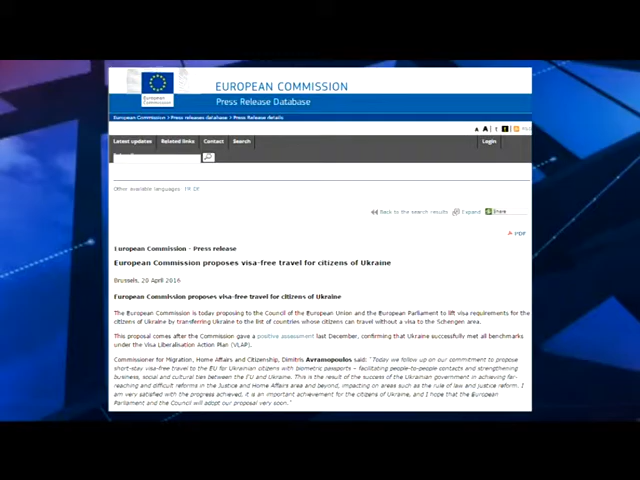 European
Commission
EUROPEAN COMMISSION
Press Release Database
European Commission > Press releases database > Press Release details
A A
Latest updates Related links Contact Search Login
Other available languages: FR DE
Back to the search results Expand Share
PDF
European Commission - Press release
European Commission proposes visa-free travel for citizens of Ukraine
Brussels, 20 April 2016
European Commission proposes visa-free travel for citizens of Ukraine
The European Commission is today proposing to the Council of the European Union and the European Parliament to lift visa requirements for the
citizens of Ukraine by transferring Ukraine to the list of countries whose citizens can travel without a visa to the Schengen area.
This proposal comes after the Commission gave a positive assessment last December, confirming that Ukraine successfully met all benchmarks
under the Visa Liberalisation Action Plan (VLAP).
Commissioner for Migration, Home Affairs and Citizenship, Dimitris Avramopoulos said: "Today we follow up on our commitment to propose
short-stay visa-free travel to the EU for Ukrainian citizens with biometric passports – facilitating people-to-people contacts and strengthening
business, social and cultural ties between the EU and Ukraine. This is the result of the success of the Ukrainian government in achieving far-
reaching and difficult reforms in the Justice and Home Affairs area and beyond, impacting on areas such as the rule of law and justice reform. I
am very satisfied with the progress achieved, it is an important achievement for the citizens of Ukraine, and I hope that the European
Parliament and the Council will adopt our proposal very soon."